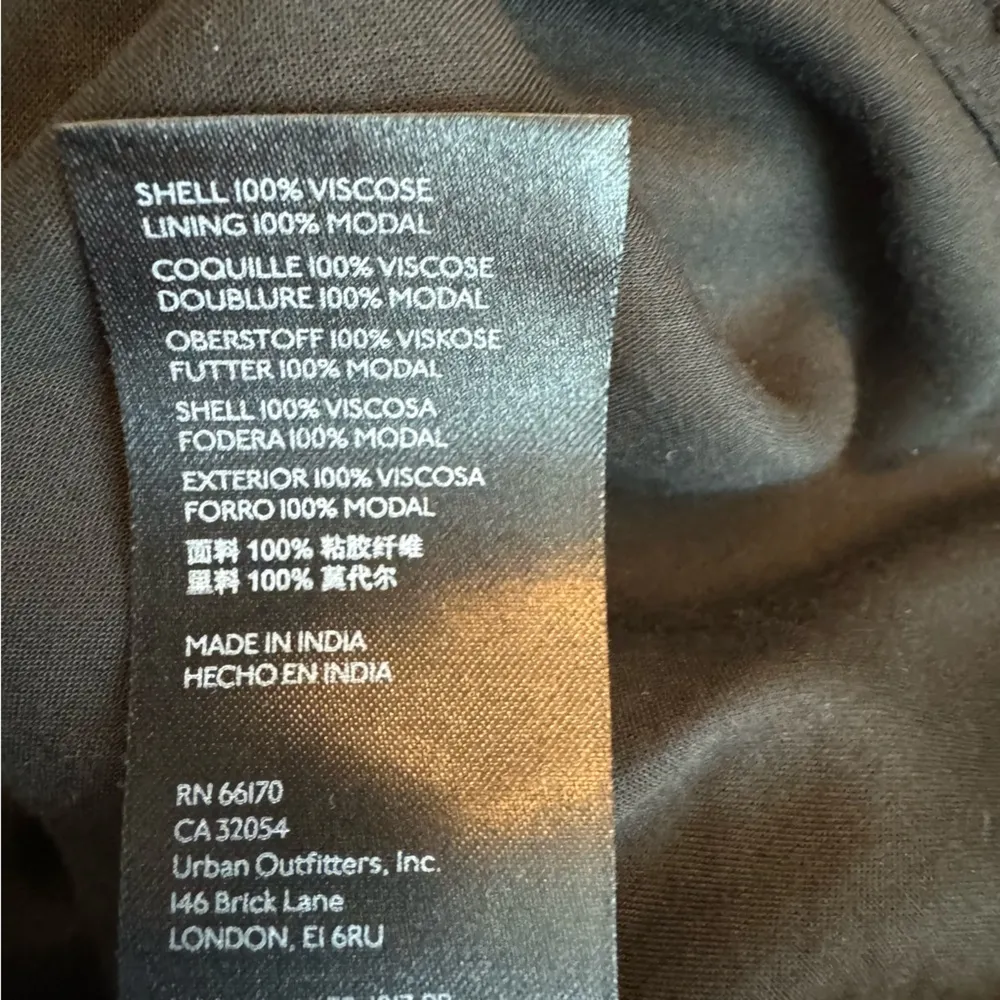 SHELL 100% VISCOSE
LINING 100% MODAL
COQUILLE 100% VISCOSE
DOUBLURE 100% MODAL
OBERSTOFF 100% VISKOSE
FUTTER 100% MODAL
SHELL 100% VISCOSA
FODERA 100% MODAL
EXTERIOR 100% VISCOSA
FORRO 100% MODAL
面料 100% 粘胶纤维
里料 100% 莫代尔
MADE IN INDIA
HECHO EN INDIA
RN 66170
CA 32054
Urban Outfitters, Inc.
146 Brick Lane
LONDON, E1 6RU